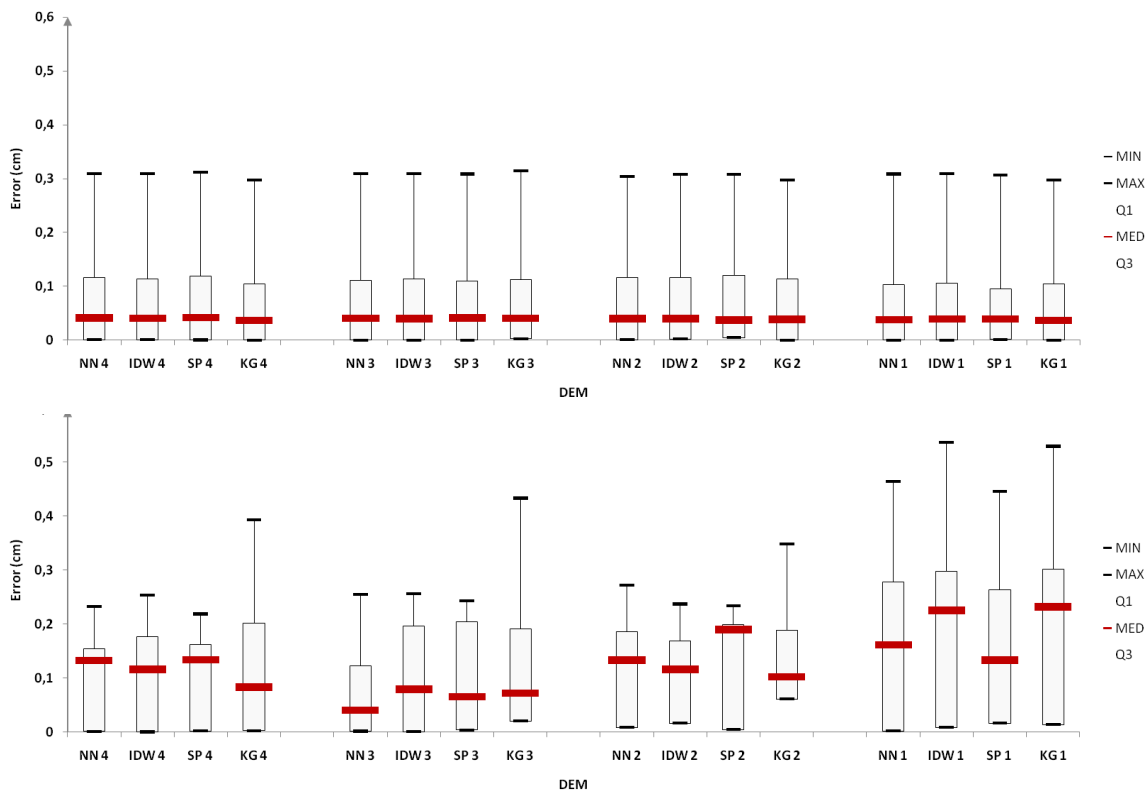 0,6
0,5
0,4
0,3
0,2
0,1
0
Error (cm)
NN 4 IDW 4 SP 4 KG 4 NN 3 IDW 3 SP 3 KG 3 NN 2 IDW 2 SP 2 KG 2 NN 1 IDW 1 SP 1 KG 1
DEM
MIN
MAX
Q1
MED
Q3
0,5
0,4
0,3
0,2
0,1
0
Error (cm)
NN 4 IDW 4 SP 4 KG 4 NN 3 IDW 3 SP 3 KG 3 NN 2 IDW 2 SP 2 KG 2 NN 1 IDW 1 SP 1 KG 1
DEM
MIN
MAX
Q1
MED
Q3